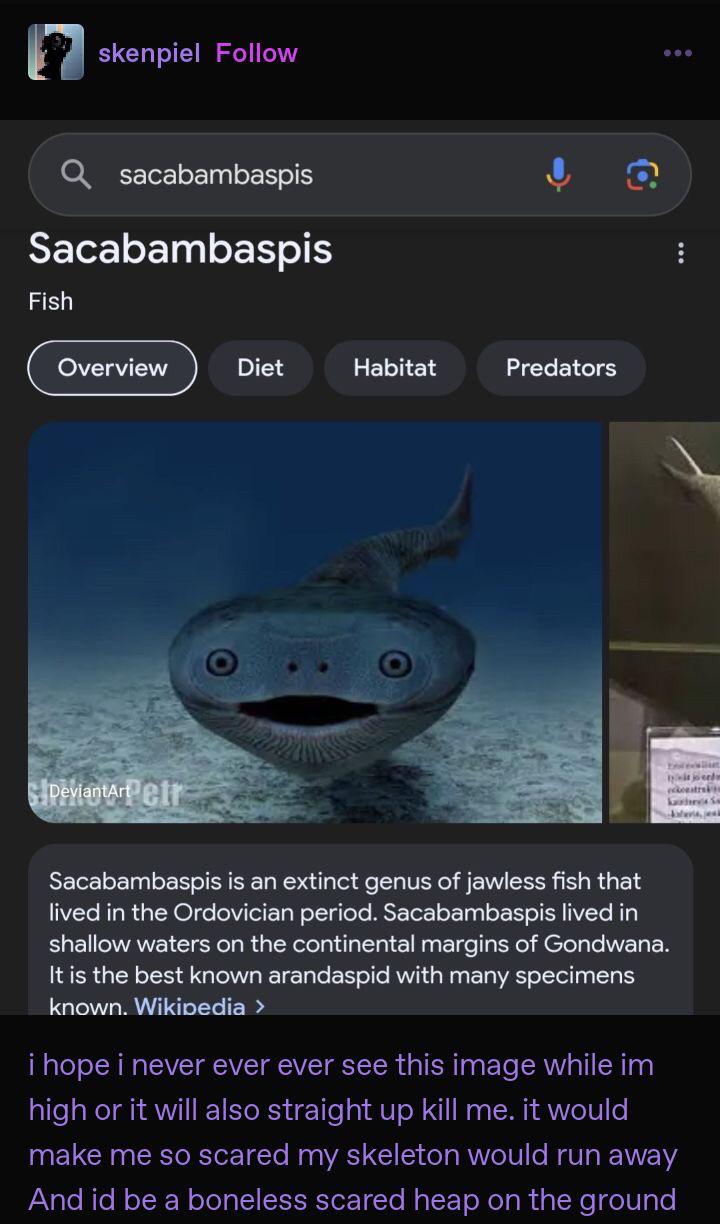 skenpiel Follow
sacabambaspis
Sacabambaspis
Fish
Overview Diet Habitat Predators
DeviantArt
Sacabambaspis is an extinct genus of jawless fish that
lived in the Ordovician period. Sacabambaspis lived in
shallow waters on the continental margins of Gondwana.
It is the best known arandaspid with many specimens
known. Wikipedia >
i hope i never ever ever see this image while im
high or it will also straight up kill me. it would
make me so scared my skeleton would run away
And id be a boneless scared heap on the ground